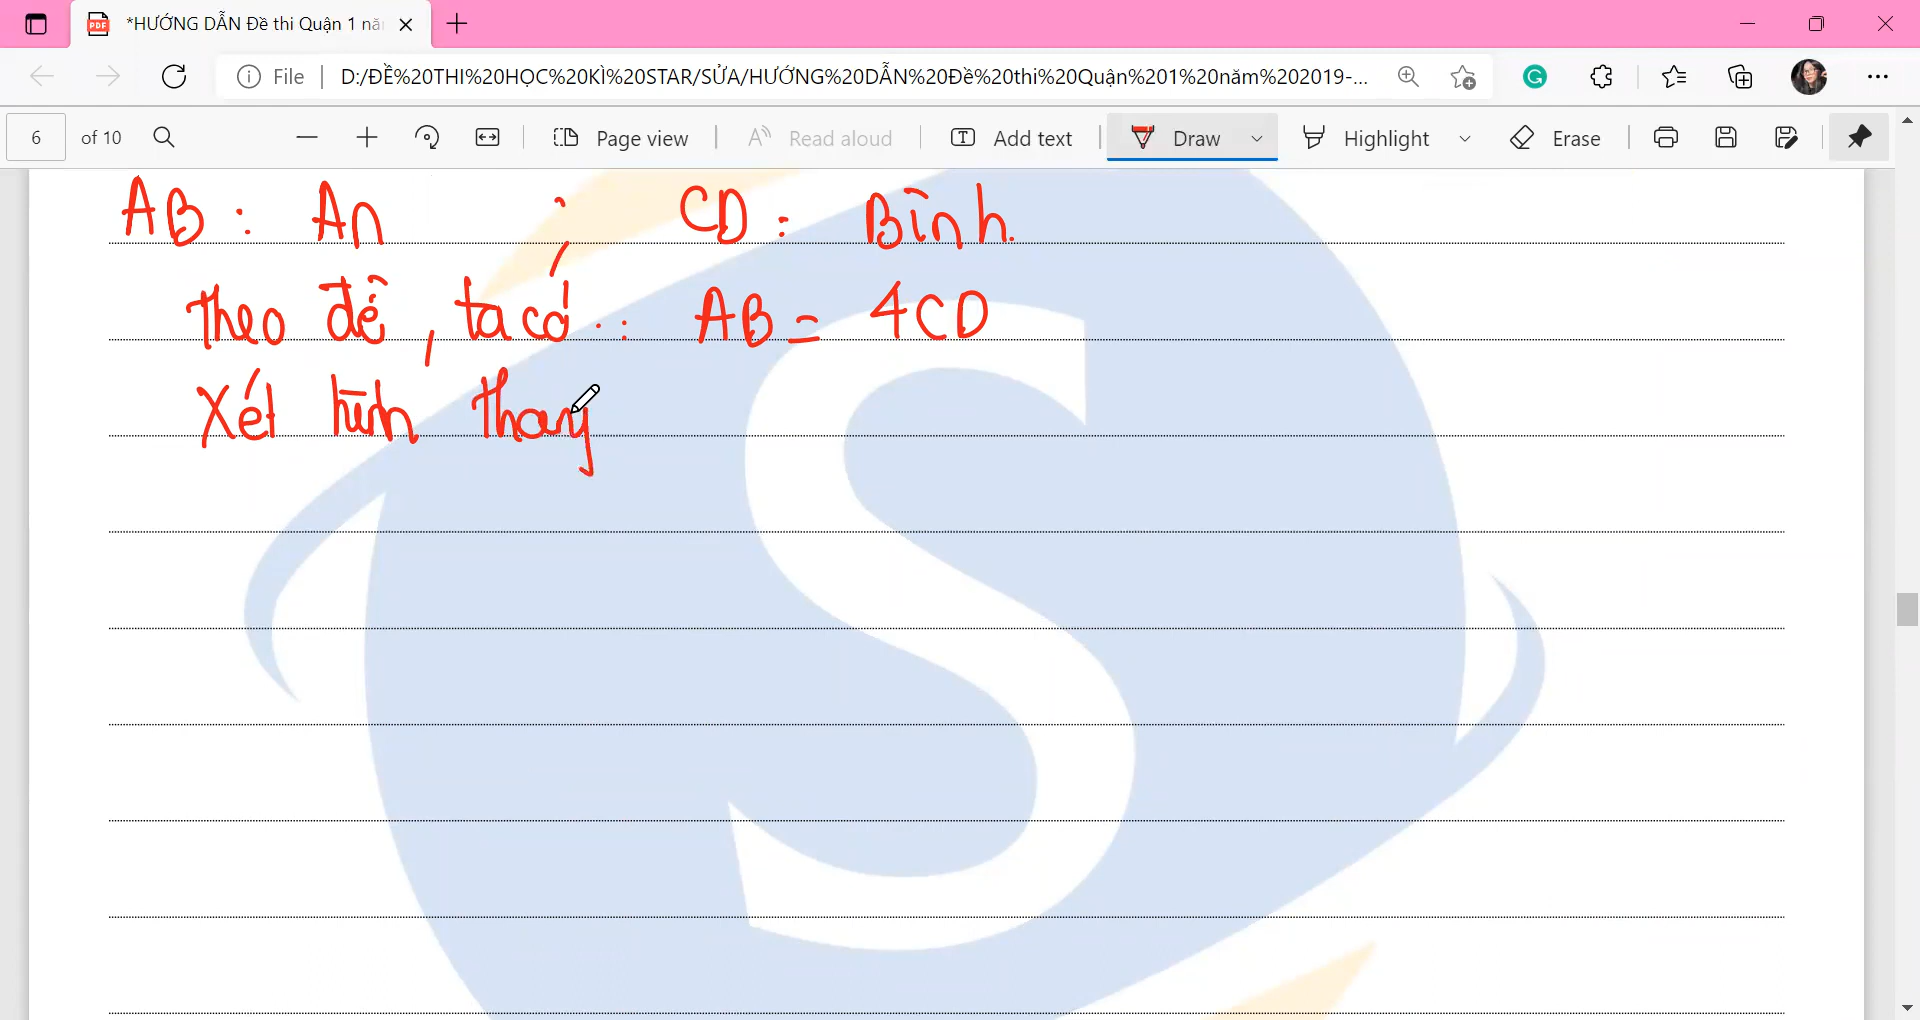 *HƯỚNG DẪN Đề thi Quận 1 nă
File D:/ĐỀ%20THI%20HỌC%20KÌ%20STAR/SỬA/HƯỚNG%20DẪN%20Đề%20thi%20Quận%201%20năm%202019-...
6 of 10 Page view Read aloud Add text Draw Highlight Erase
AB : An ; CD : Bình.
Theo đề, ta có : AB = 4CD
Xét hình thang
S